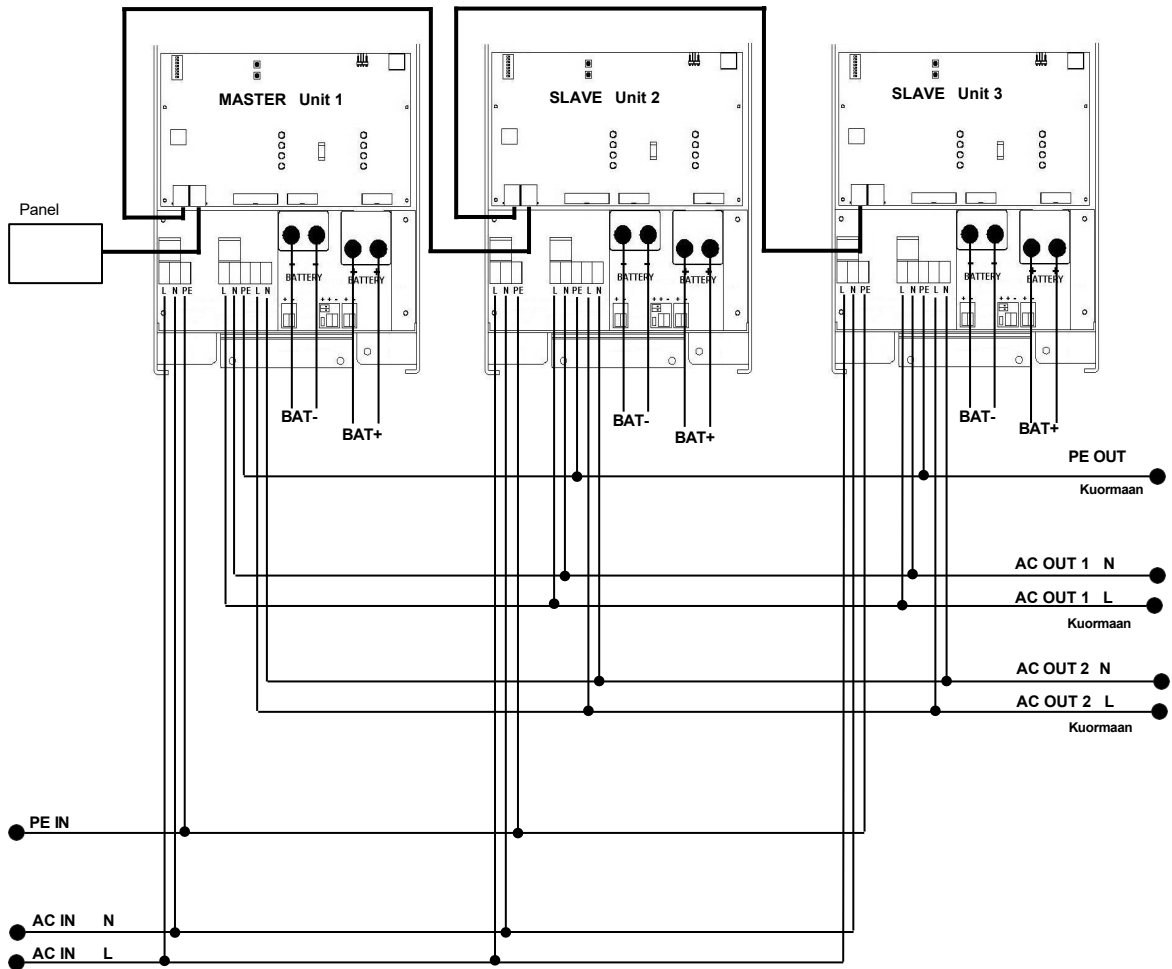 MASTER Unit 1
SLAVE Unit 2
SLAVE Unit 3
Panel
BATTERY BATTERY
BATTERY BATTERY
BATTERY BATTERY
L N PE
L N PE L N
L N PE
L N PE L N
L N PE
L N PE L N
+ - + + - + -
+ - + + - + -
+ - + + - + -
BAT-
BAT+
BAT-
BAT+
BAT-
BAT+
PE OUT
Kuormaan
AC OUT 1 N
AC OUT 1 L
Kuormaan
AC OUT 2 N
AC OUT 2 L
Kuormaan
PE IN
AC IN N
AC IN L